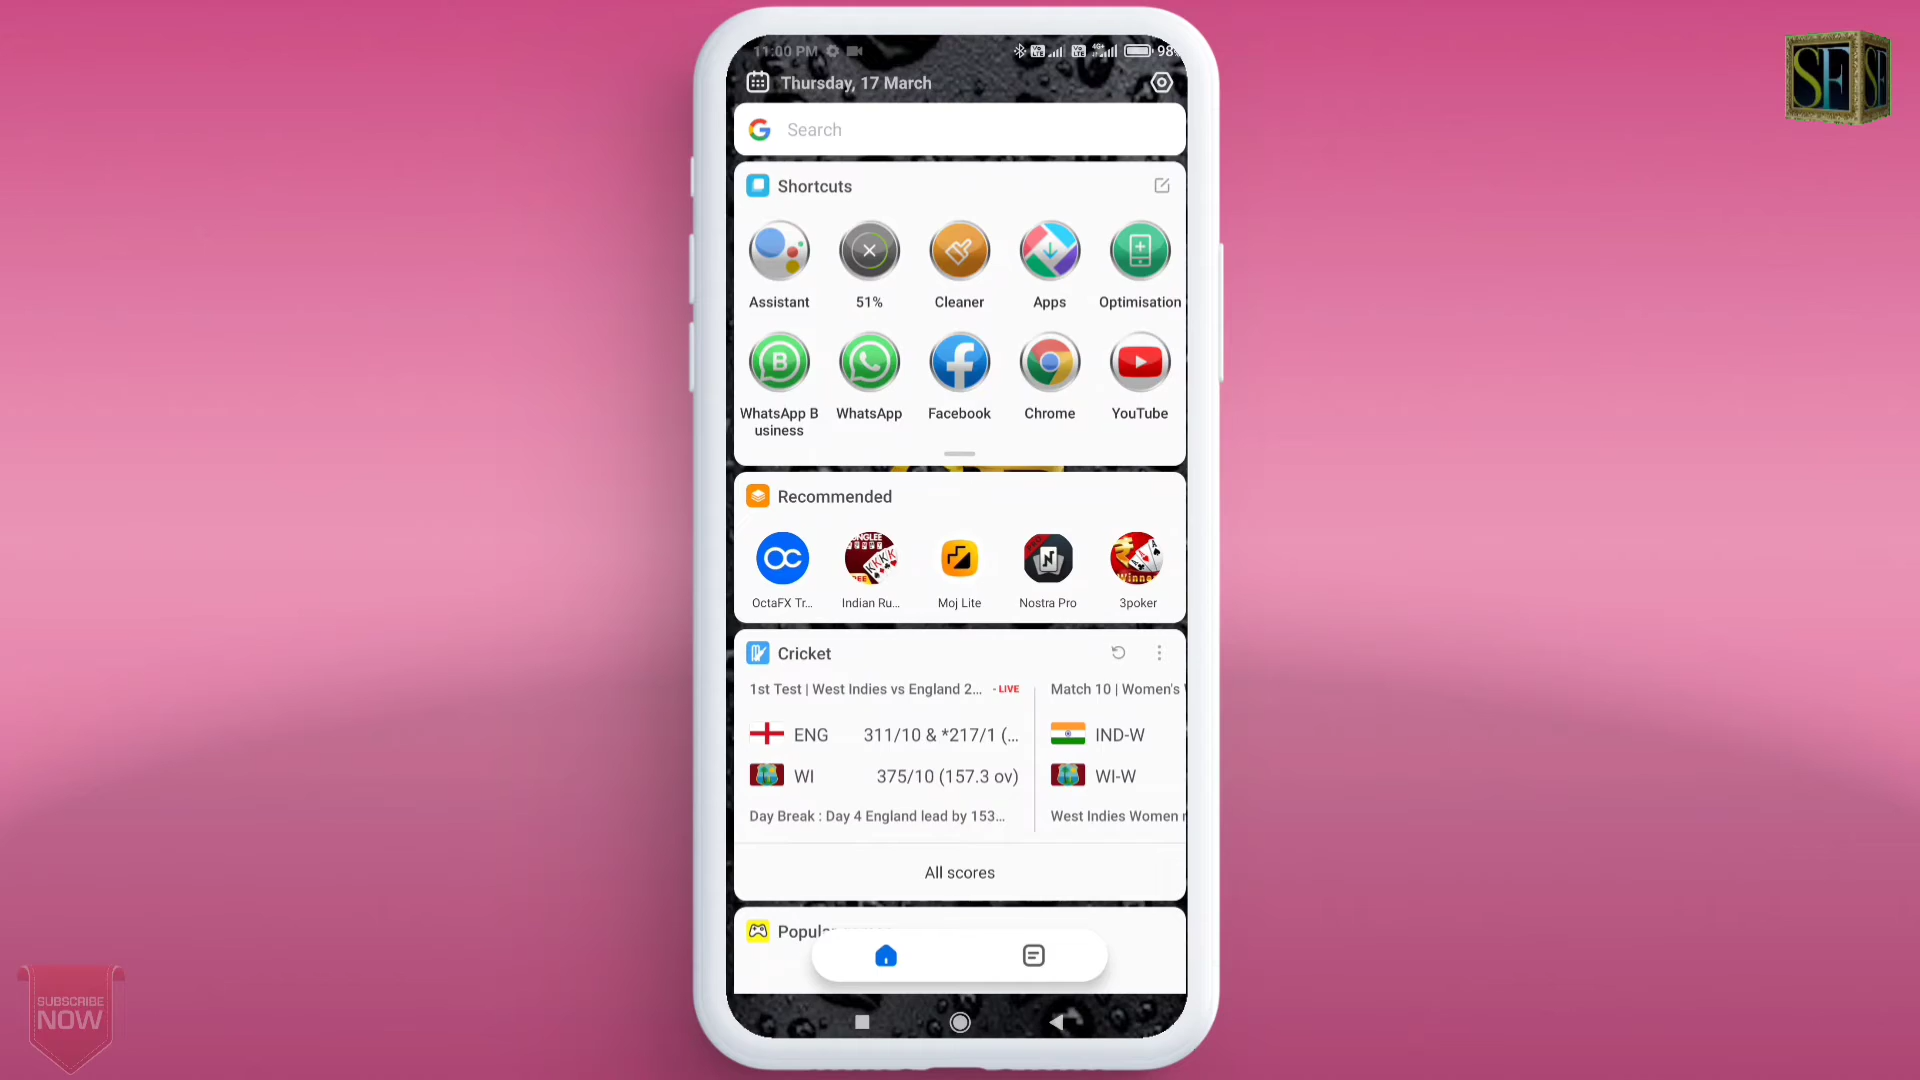 11:00 PM 98
Thursday, 17 March
SF SF
Search
Shortcuts
Assistant 51% Cleaner Apps Optimisation
WhatsApp B
usiness
WhatsApp Facebook Chrome YouTube
Recommended
OctaFX Tr... Indian Ru... Moj Lite Nostra Pro 3poker
Cricket
1st Test | West Indies vs England 2... - LIVE
ENG 311/10 & *217/1 (...
WI 375/10 (157.3 ov)
Day Break : Day 4 England lead by 153...
Match 10 | Women's
IND-W
WI-W
West Indies Women
All scores
SUBSCRIBE
NOW